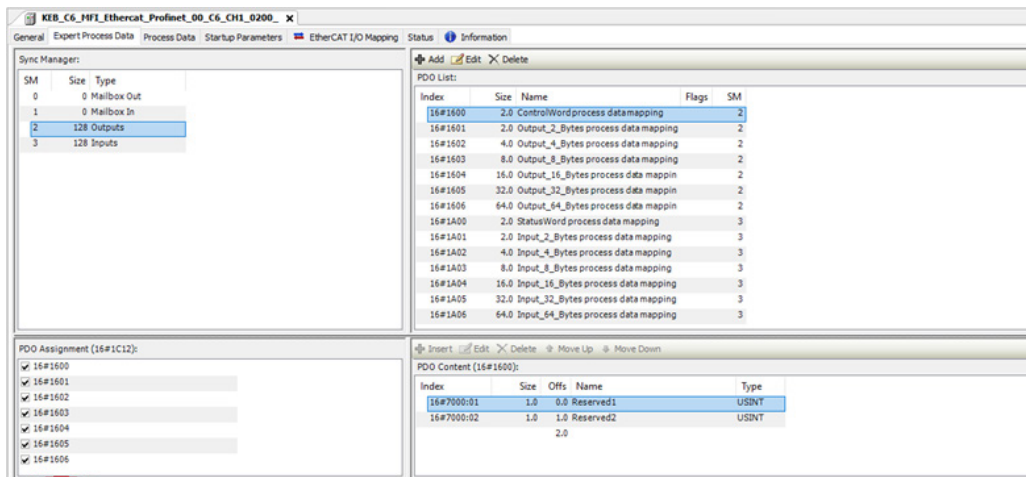 KEB_C6_MFI_Ethercat_Profinet_00_C6_CH1_0200_ x
General Expert Process Data Process Data Startup Parameters EtherCAT I/O Mapping Status Information
Sync Manager:
SM Size Type
0 0 Mailbox Out
1 0 Mailbox In
2 128 Outputs
3 128 Inputs
Add Edit Delete
PDO List:
Index Size Name Flags SM
16#1600 2.0 ControlWord process data mapping 2
16#1601 2.0 Output_2_Bytes process data mapping 2
16#1602 4.0 Output_4_Bytes process data mapping 2
16#1603 8.0 Output_8_Bytes process data mapping 2
16#1604 16.0 Output_16_Bytes process data mappin 2
16#1605 32.0 Output_32_Bytes process data mappin 2
16#1606 64.0 Output_64_Bytes process data mappin 2
16#1A00 2.0 StatusWord process data mapping 3
16#1A01 2.0 Input_2_Bytes process data mapping 3
16#1A02 4.0 Input_4_Bytes process data mapping 3
16#1A03 8.0 Input_8_Bytes process data mapping 3
16#1A04 16.0 Input_16_Bytes process data mapping 3
16#1A05 32.0 Input_32_Bytes process data mapping 3
16#1A06 64.0 Input_64_Bytes process data mapping 3
PDO Assignment (16#1C12):
16#1600
16#1601
16#1602
16#1603
16#1604
16#1605
16#1606
Insert Edit Delete Move Up Move Down
PDO Content (16#1600):
Index Size Offs Name Type
16#7000:01 1.0 0.0 Reserved1 USINT
16#7000:02 1.0 1.0 Reserved2 USINT
2.0